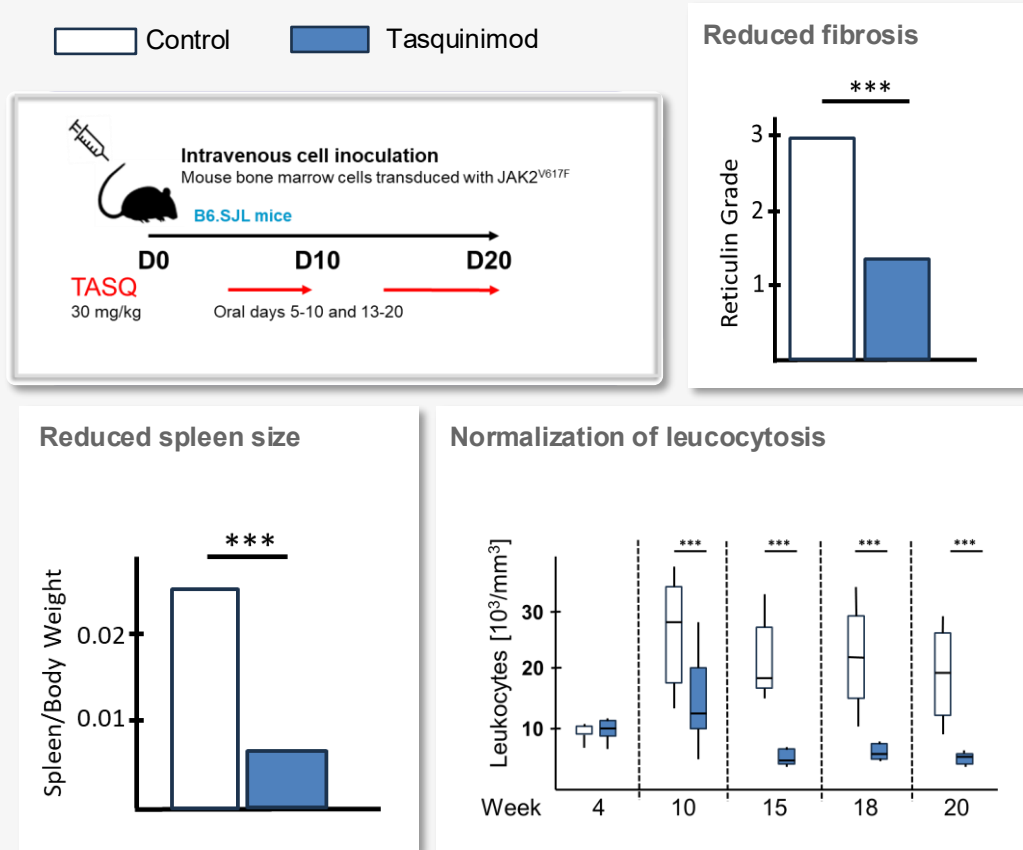 Control
Tasquinimod
Intravenous cell inoculation
Mouse bone marrow cells transduced with JAK2V617F
B6.SJL mice
D0 D10 D20
TASQ
30 mg/kg
Oral days 5-10 and 13-20
Reduced fibrosis
***
Reticulin Grade
3
2
1
Reduced spleen size
***
Spleen/Body Weight
0.02
0.01
Normalization of leucocytosis
*** *** *** ***
Leukocytes [10³/mm³]
30
20
10
Week 4 10 15 18 20